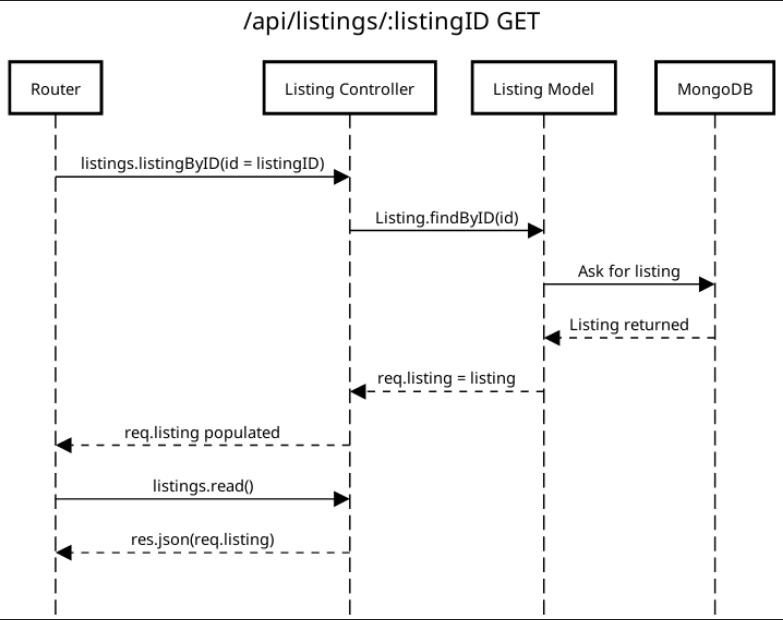 /api/listings/:listingID GET
Router
Listing Controller
Listing Model
MongoDB
listings.listingByID(id = listingID)
Listing.findByID(id)
Ask for listing
Listing returned
req.listing = listing
req.listing populated
listings.read()
res.json(req.listing)